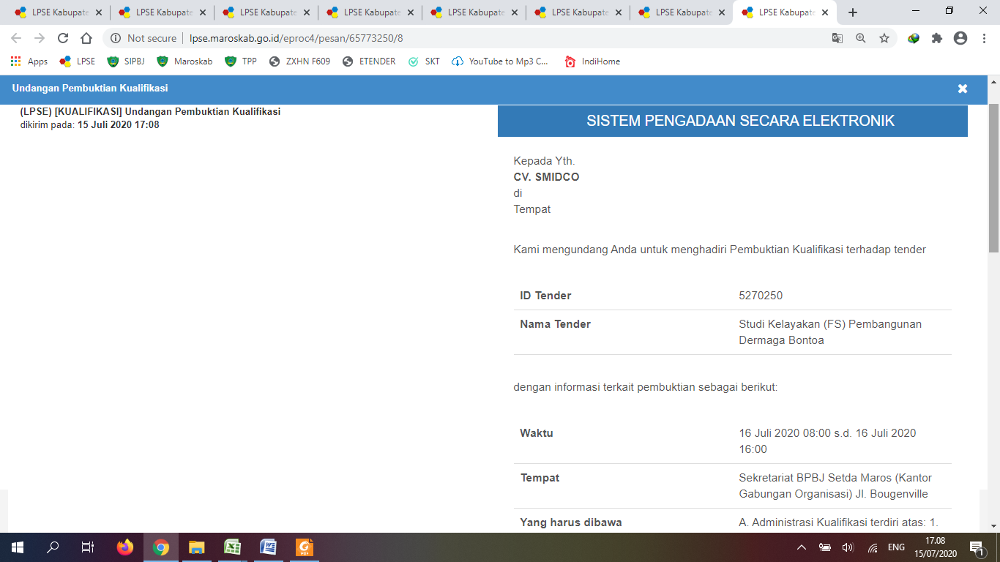 LPSE Kabupate
LPSE Kabupate
LPSE Kabupate
LPSE Kabupate
LPSE Kabupate
LPSE Kabupate
LPSE Kabupate
LPSE Kabupate
Not secure
lpse.maroskab.go.id/eproc4/pesan/65773250/8
Apps
LPSE
SIPBJ
Maroskab
TPP
ZXHN F609
ETENDER
SKT
YouTube to Mp3 C...
IndiHome
Undangan Pembuktian Kualifikasi
(LPSE) [KUALIFIKASI] Undangan Pembuktian Kualifikasi
dikirim pada: 15 Juli 2020 17:08
SISTEM PENGADAAN SECARA ELEKTRONIK
Kepada Yth.
CV. SMIDCO
di
Tempat
Kami mengundang Anda untuk menghadiri Pembuktian Kualifikasi terhadap tender
ID Tender 5270250
Nama Tender Studi Kelayakan (FS) Pembangunan
Dermaga Bontoa
dengan informasi terkait pembuktian sebagai berikut:
Waktu 16 Juli 2020 08:00 s.d. 16 Juli 2020
16:00
Tempat Sekretariat BPBJ Setda Maros (Kantor
Gabungan Organisasi) Jl. Bougenville
Yang harus dibawa A. Administrasi Kualifikasi terdiri atas: 1.
ENG
17.08
15/07/2020
1